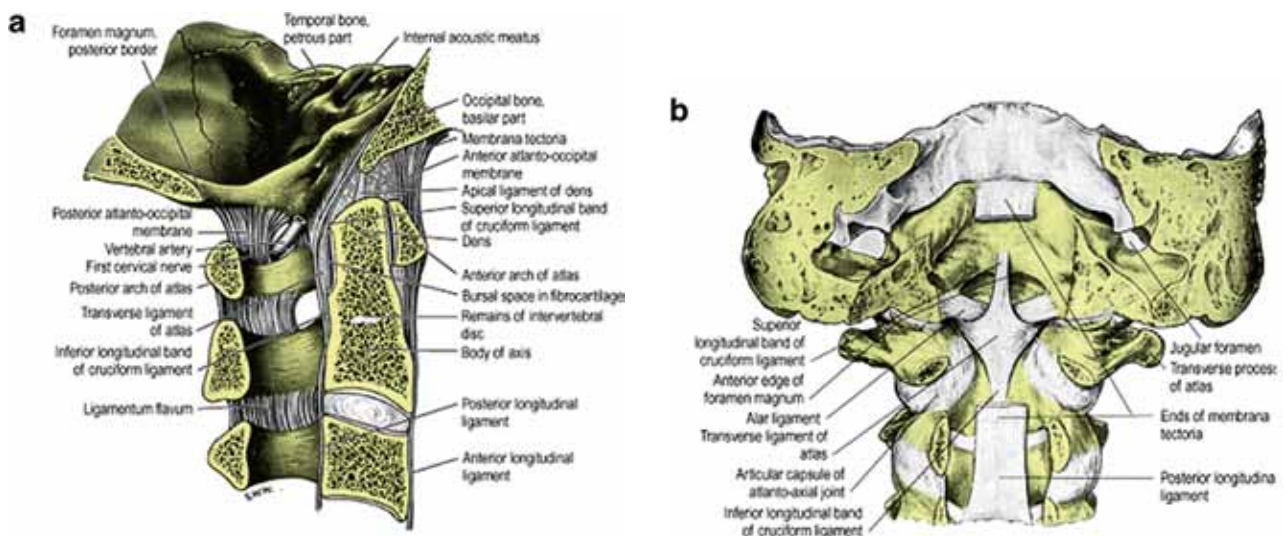 a
Foramen magnum,
posterior border
Temporal bone,
petrous part
Internal acoustic meatus
Occipital bone,
basilar part
Membrana tectoria
Anterior atlanto-occipital
membrane
Apical ligament of dens
Superior longitudinal band
of cruciform ligament
Dens
Anterior arch of atlas
Bursal space in fibrocartilage
Remains of intervertebral
disc
Body of axis
Posterior longitudinal
ligament
Anterior longitudinal
ligament
Posterior atlanto-occipital
membrane
Vertebral artery
First cervical nerve
Posterior arch of atlas
Transverse ligament
of atlas
Inferior longitudinal band
of cruciform ligament
Ligamentum flavum
b
Superior
longitudinal band of
cruciform ligament
Anterior edge of
foramen magnum
Alar ligament
Transverse ligament of
atlas
Articular capsule of
atlanto-axial joint
Inferior longitudinal band
of cruciform ligament
Jugular foramen
Transverse process
of atlas
Ends of membrana
tectoria
Posterior longitudina
ligament